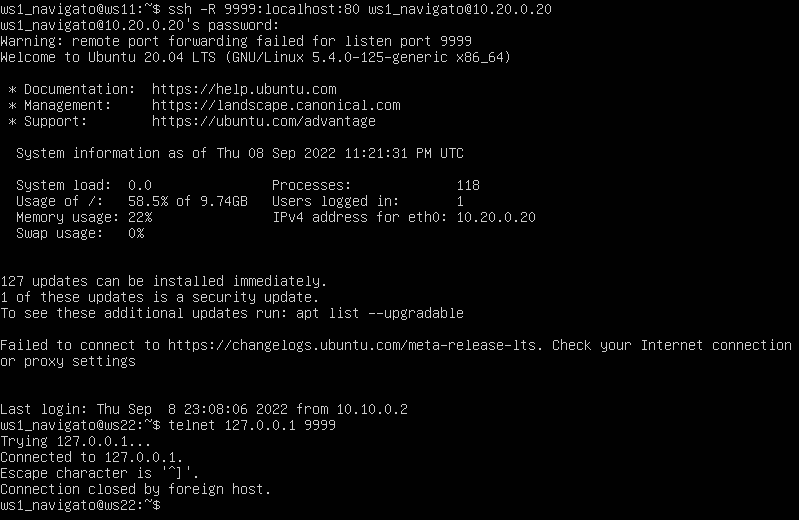 ws1_navigato@ws11:~$ ssh -R 9999:localhost:80 ws1_navigato@10.20.0.20
ws1_navigato@10.20.0.20's password:
Warning: remote port forwarding failed for listen port 9999
Welcome to Ubuntu 20.04 LTS (GNU/Linux 5.4.0-125-generic x86_64)
* Documentation:  https://help.ubuntu.com
* Management:     https://landscape.canonical.com
* Support:        https://ubuntu.com/advantage
System information as of Thu 08 Sep 2022 11:21:31 PM UTC
System load:  0.0               Processes:             118
Usage of /:   58.5% of 9.74GB   Users logged in:       1
Memory usage: 22%               IPv4 address for eth0: 10.20.0.20
Swap usage:   0%
127 updates can be installed immediately.
1 of these updates is a security update.
To see these additional updates run: apt list --upgradable
Failed to connect to https://changelogs.ubuntu.com/meta-release-lts. Check your Internet connection
or proxy settings
Last login: Thu Sep  8 23:08:06 2022 from 10.10.0.2
ws1_navigato@ws22:~$ telnet 127.0.0.1 9999
Trying 127.0.0.1...
Connected to 127.0.0.1.
Escape character is '^]'.
Connection closed by foreign host.
ws1_navigato@ws22:~$